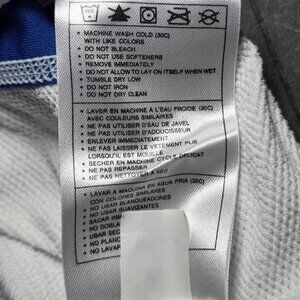 • MACHINE WASH COLD (30C)
WITH LIKE COLORS
• DO NOT BLEACH
• DO NOT USE SOFTENERS
• REMOVE IMMEDIATELY
• DO NOT ALLOW TO LAY ON ITSELF WHEN WET
• TUMBLE DRY LOW
• DO NOT IRON
• DO NOT DRY CLEAN
• LAVER EN MACHINE A L'EAU FROIDE (30C)
AVEC COULEURS SIMILAIRES
• NE PAS UTILISER D'EAU DE JAVEL
• NE PAS UTILISER D'ADOUCISSEUR
• ENLEVER IMMEDIATEMENT
• NE PAS LAISSER LE VETEMENT PLIE
LORSQU'IL EST MOUILLE
• SECHER EN MACHINE CYCLE DELICAT
• NE PAS REPASSER
• NE PAS NETTOYER A SEC
• LAVAR A MAQUINA EN AGUA FRIA (30C)
CON COLORES SIMILARES
• NO USAR BLANQUEADORES
• NO USAR SUAVIZANTES
• SACAR
• NO
• SECAR
• NO
• NO LAVAR